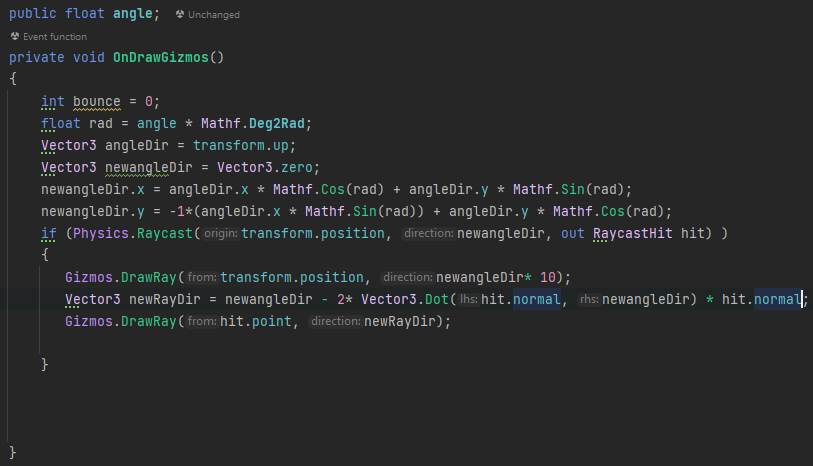 public float angle; Unchanged
Event function
private void OnDrawGizmos()
{
int bounce = 0;
float rad = angle * Mathf.Deg2Rad;
Vector3 angleDir = transform.up;
Vector3 newangleDir = Vector3.zero;
newangleDir.x = angleDir.x * Mathf.Cos(rad) + angleDir.y * Mathf.Sin(rad);
newangleDir.y = -1*(angleDir.x * Mathf.Sin(rad)) + angleDir.y * Mathf.Cos(rad);
if (Physics.Raycast(origin: transform.position, direction: newangleDir, out RaycastHit hit) )
{
Gizmos.DrawRay(from: transform.position, direction: newangleDir* 10);
Vector3 newRayDir = newangleDir - 2* Vector3.Dot(lhs: hit.normal, rhs: newangleDir) * hit.normal;
Gizmos.DrawRay(from: hit.point, direction: newRayDir);
}
}